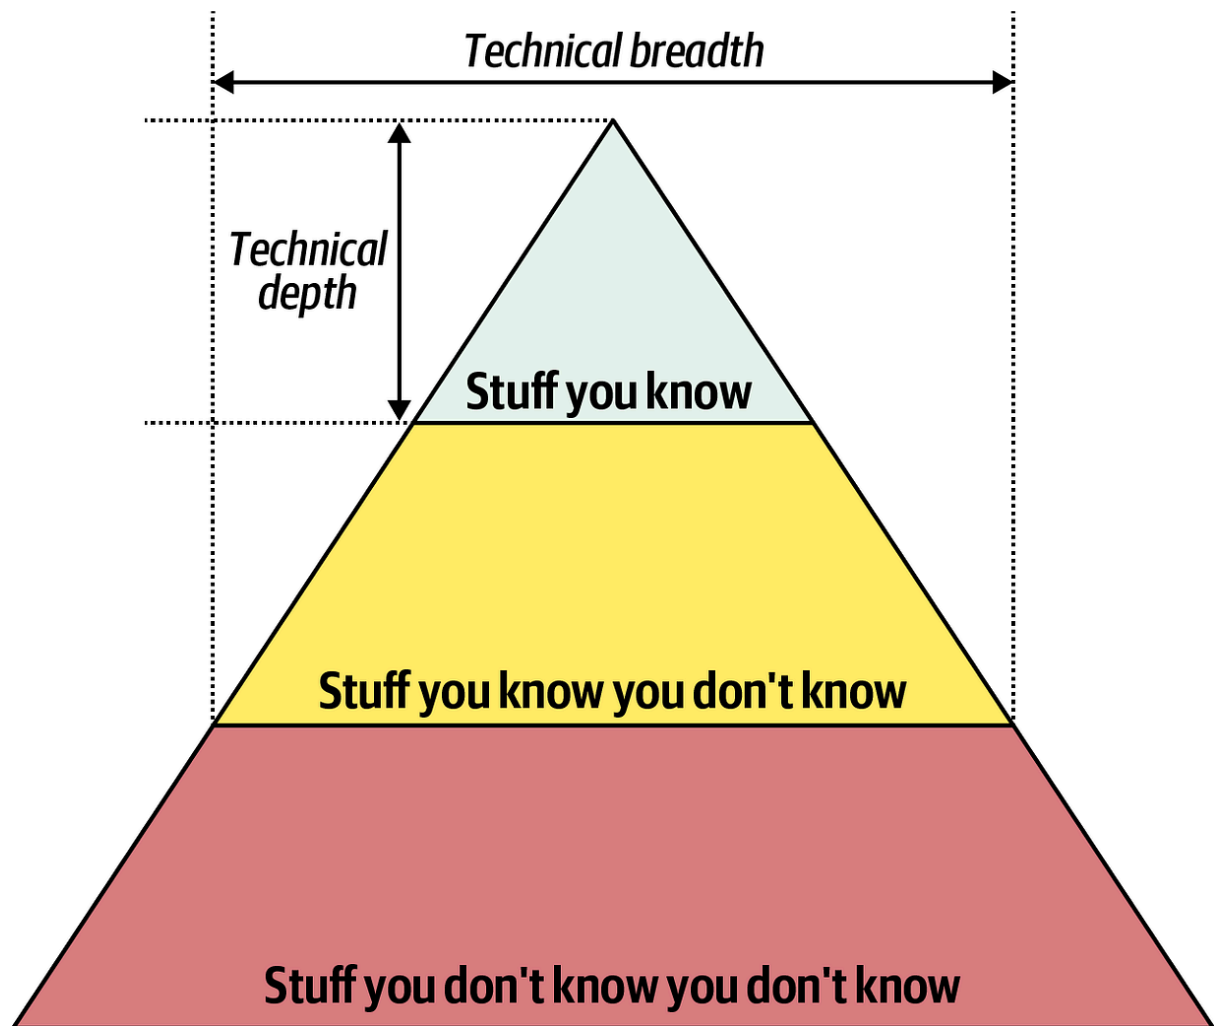 Technical breadth
Technical
depth
Stuff you know
Stuff you know you don't know
Stuff you don't know you don't know